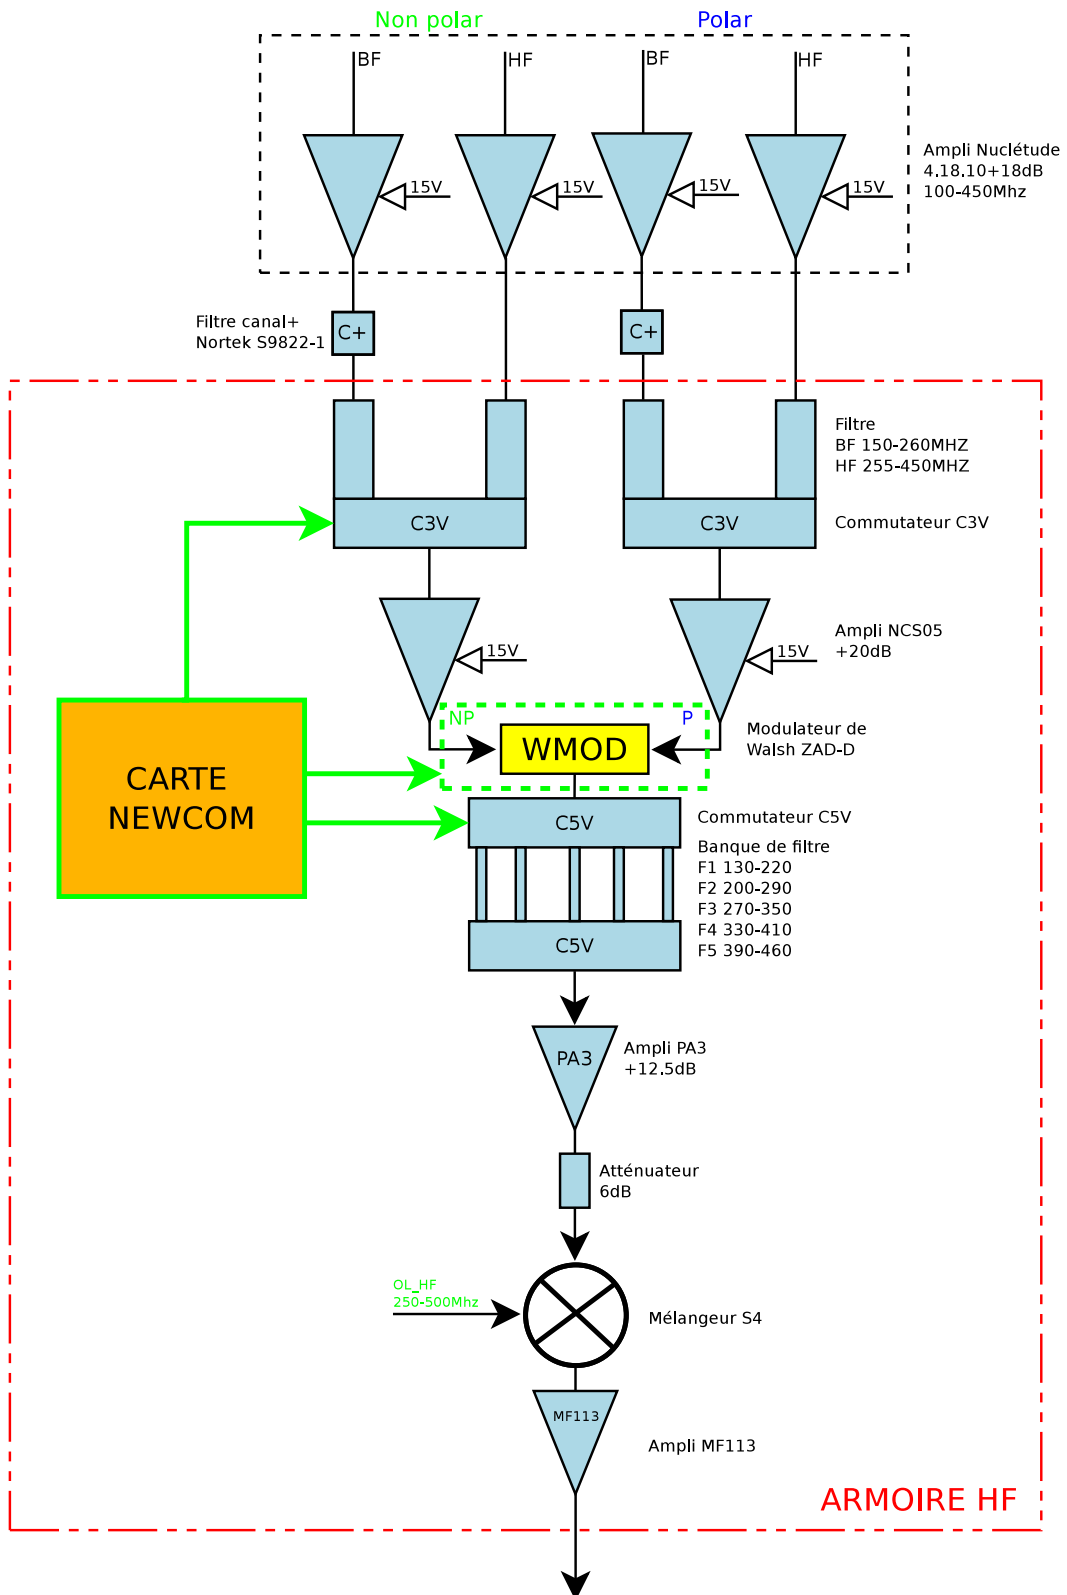 Non polar
Polar
BF
HF
BF
HF
15V
15V
15V
15V
Ampli Nuclétude
4.18.10+18dB
100-450Mhz
Filtre canal+
Nortek S9822-1
C+
C+
Filtre
BF 150-260MHZ
HF 255-450MHZ
C3V
C3V
Commutateur C3V
15V
15V
Ampli NCS05
+20dB
NP
P
WMOD
Modulateur de
Walsh ZAD-D
CARTE
NEWCOM
C5V
Commutateur C5V
Banque de filtre
F1 130-220
F2 200-290
F3 270-350
F4 330-410
F5 390-460
C5V
PA3
Ampli PA3
+12.5dB
Atténuateur
6dB
OL_HF
250-500Mhz
Mélangeur S4
MF113
Ampli MF113
ARMOIRE HF